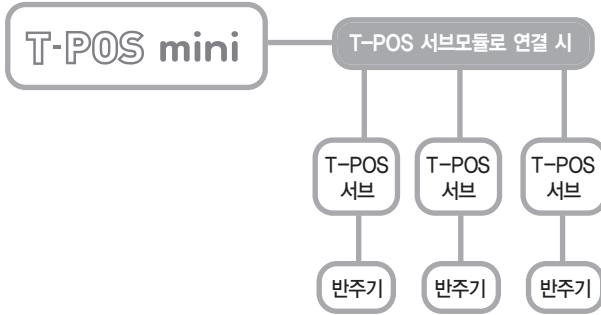 T-POS mini
T-POS 서브모듈로 연결 시
T-POS T-POS T-POS
서브 서브 서브
반주기 반주기 반주기